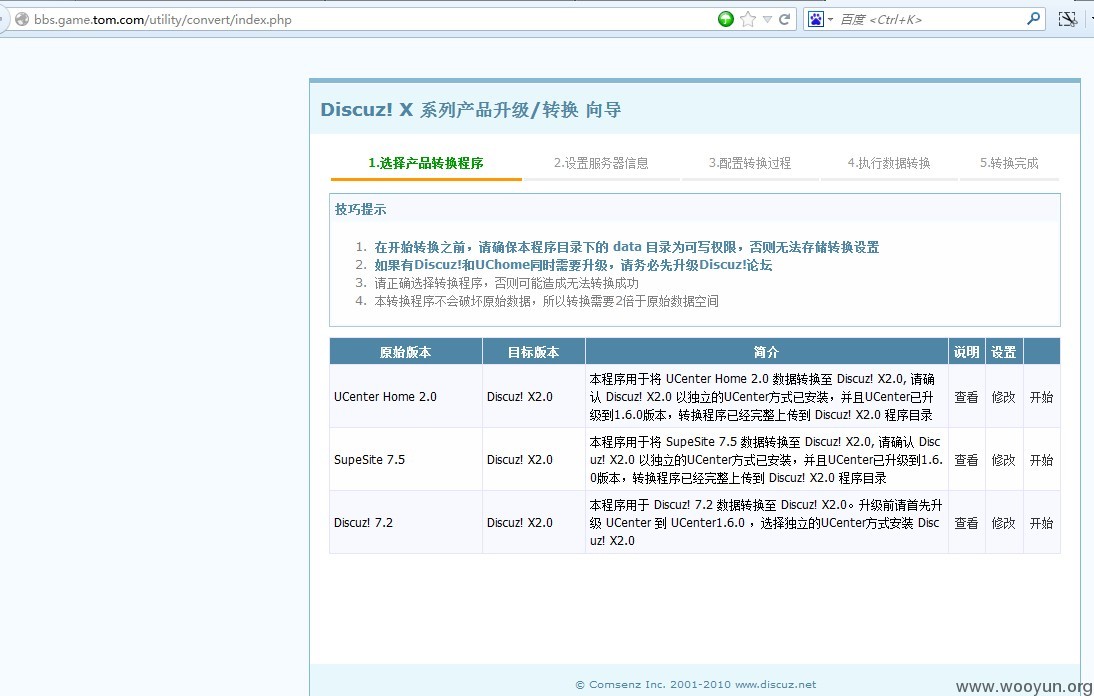 bbs.game.tom.com/utility/convert/index.php
百度 <Ctrl+K>
Discuz! X 系列产品升级/转换 向导
1.选择产品转换程序 2.设置服务器信息 3.配置转换过程 4.执行数据转换 5.转换完成
技巧提示
1. 在开始转换之前，请确保本程序目录下的 data 目录为可写权限，否则无法存储转换设置
2. 如果有Discuz!和UChome同时需要升级，请务必先升级Discuz!论坛
3. 请正确选择转换程序，否则可能造成无法转换成功
4. 本转换程序不会破坏原始数据，所以转换需要2倍于原始数据空间
原始版本 目标版本 简介 说明 设置
UCenter Home 2.0 Discuz! X2.0 本程序用于将 UCenter Home 2.0 数据转换至 Discuz! X2.0, 请确
认 Discuz! X2.0 以独立的UCenter方式已安装，并且UCenter已升
级到1.6.0版本，转换程序已经完整上传到 Discuz! X2.0 程序目录
查看 修改 开始
SupeSite 7.5 Discuz! X2.0 本程序用于将 SupeSite 7.5 数据转换至 Discuz! X2.0, 请确认 Disc
uz! X2.0 以独立的UCenter方式已安装，并且UCenter已升级到1.6.
0版本，转换程序已经完整上传到 Discuz! X2.0 程序目录
查看 修改 开始
Discuz! 7.2 Discuz! X2.0 本程序用于 Discuz! 7.2 数据转换至 Discuz! X2.0。升级前请首先升
级 UCenter 到 UCenter1.6.0 ，选择独立的UCenter方式安装 Disc
uz! X2.0
查看 修改 开始
© Comsenz Inc. 2001-2010 www.discuz.net
www.wooyun.org